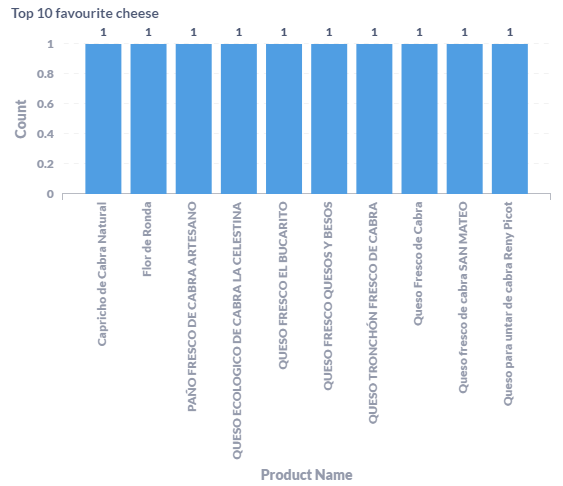 Top 10 favourite cheese
1 1 1 1 1 1 1 1 1 1
1
0.8
0.6
0.4
0.2
0
Count
Capricho de Cabra Natural
Flor de Ronda
PAÑO FRESCO DE CABRA ARTESANO
QUESO ECOLOGICO DE CABRA LA CELESTINA
QUESO FRESCO EL BUCARITO
QUESO FRESCO QUESOS Y BESOS
QUESO TRONCHÓN FRESCO DE CABRA
Queso Fresco de Cabra
Queso fresco de cabra SAN MATEO
Queso para untar de cabra Reny Picot
Product Name